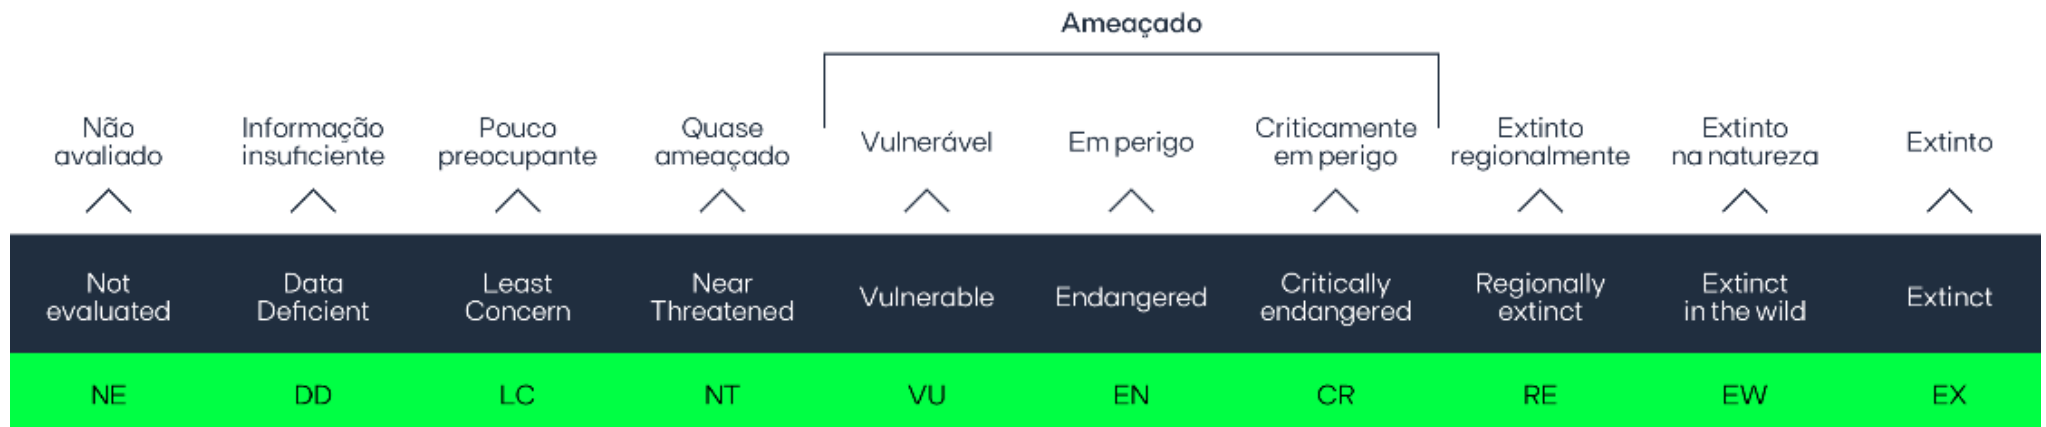 Ameaçado
Não
avaliado
Informação
insuficiente
Pouco
preocupante
Quase
ameaçado
Vulnerável
Em perigo
Criticamente
em perigo
Extinto
regionalmente
Extinto
na natureza
Extinto
Not
evaluated
Data
Deficient
Least
Concern
Near
Threatened
Vulnerable
Endangered
Critically
endangered
Regionally
extinct
Extinct
in the wild
Extinct
NE
DD
LC
NT
VU
EN
CR
RE
EW
EX